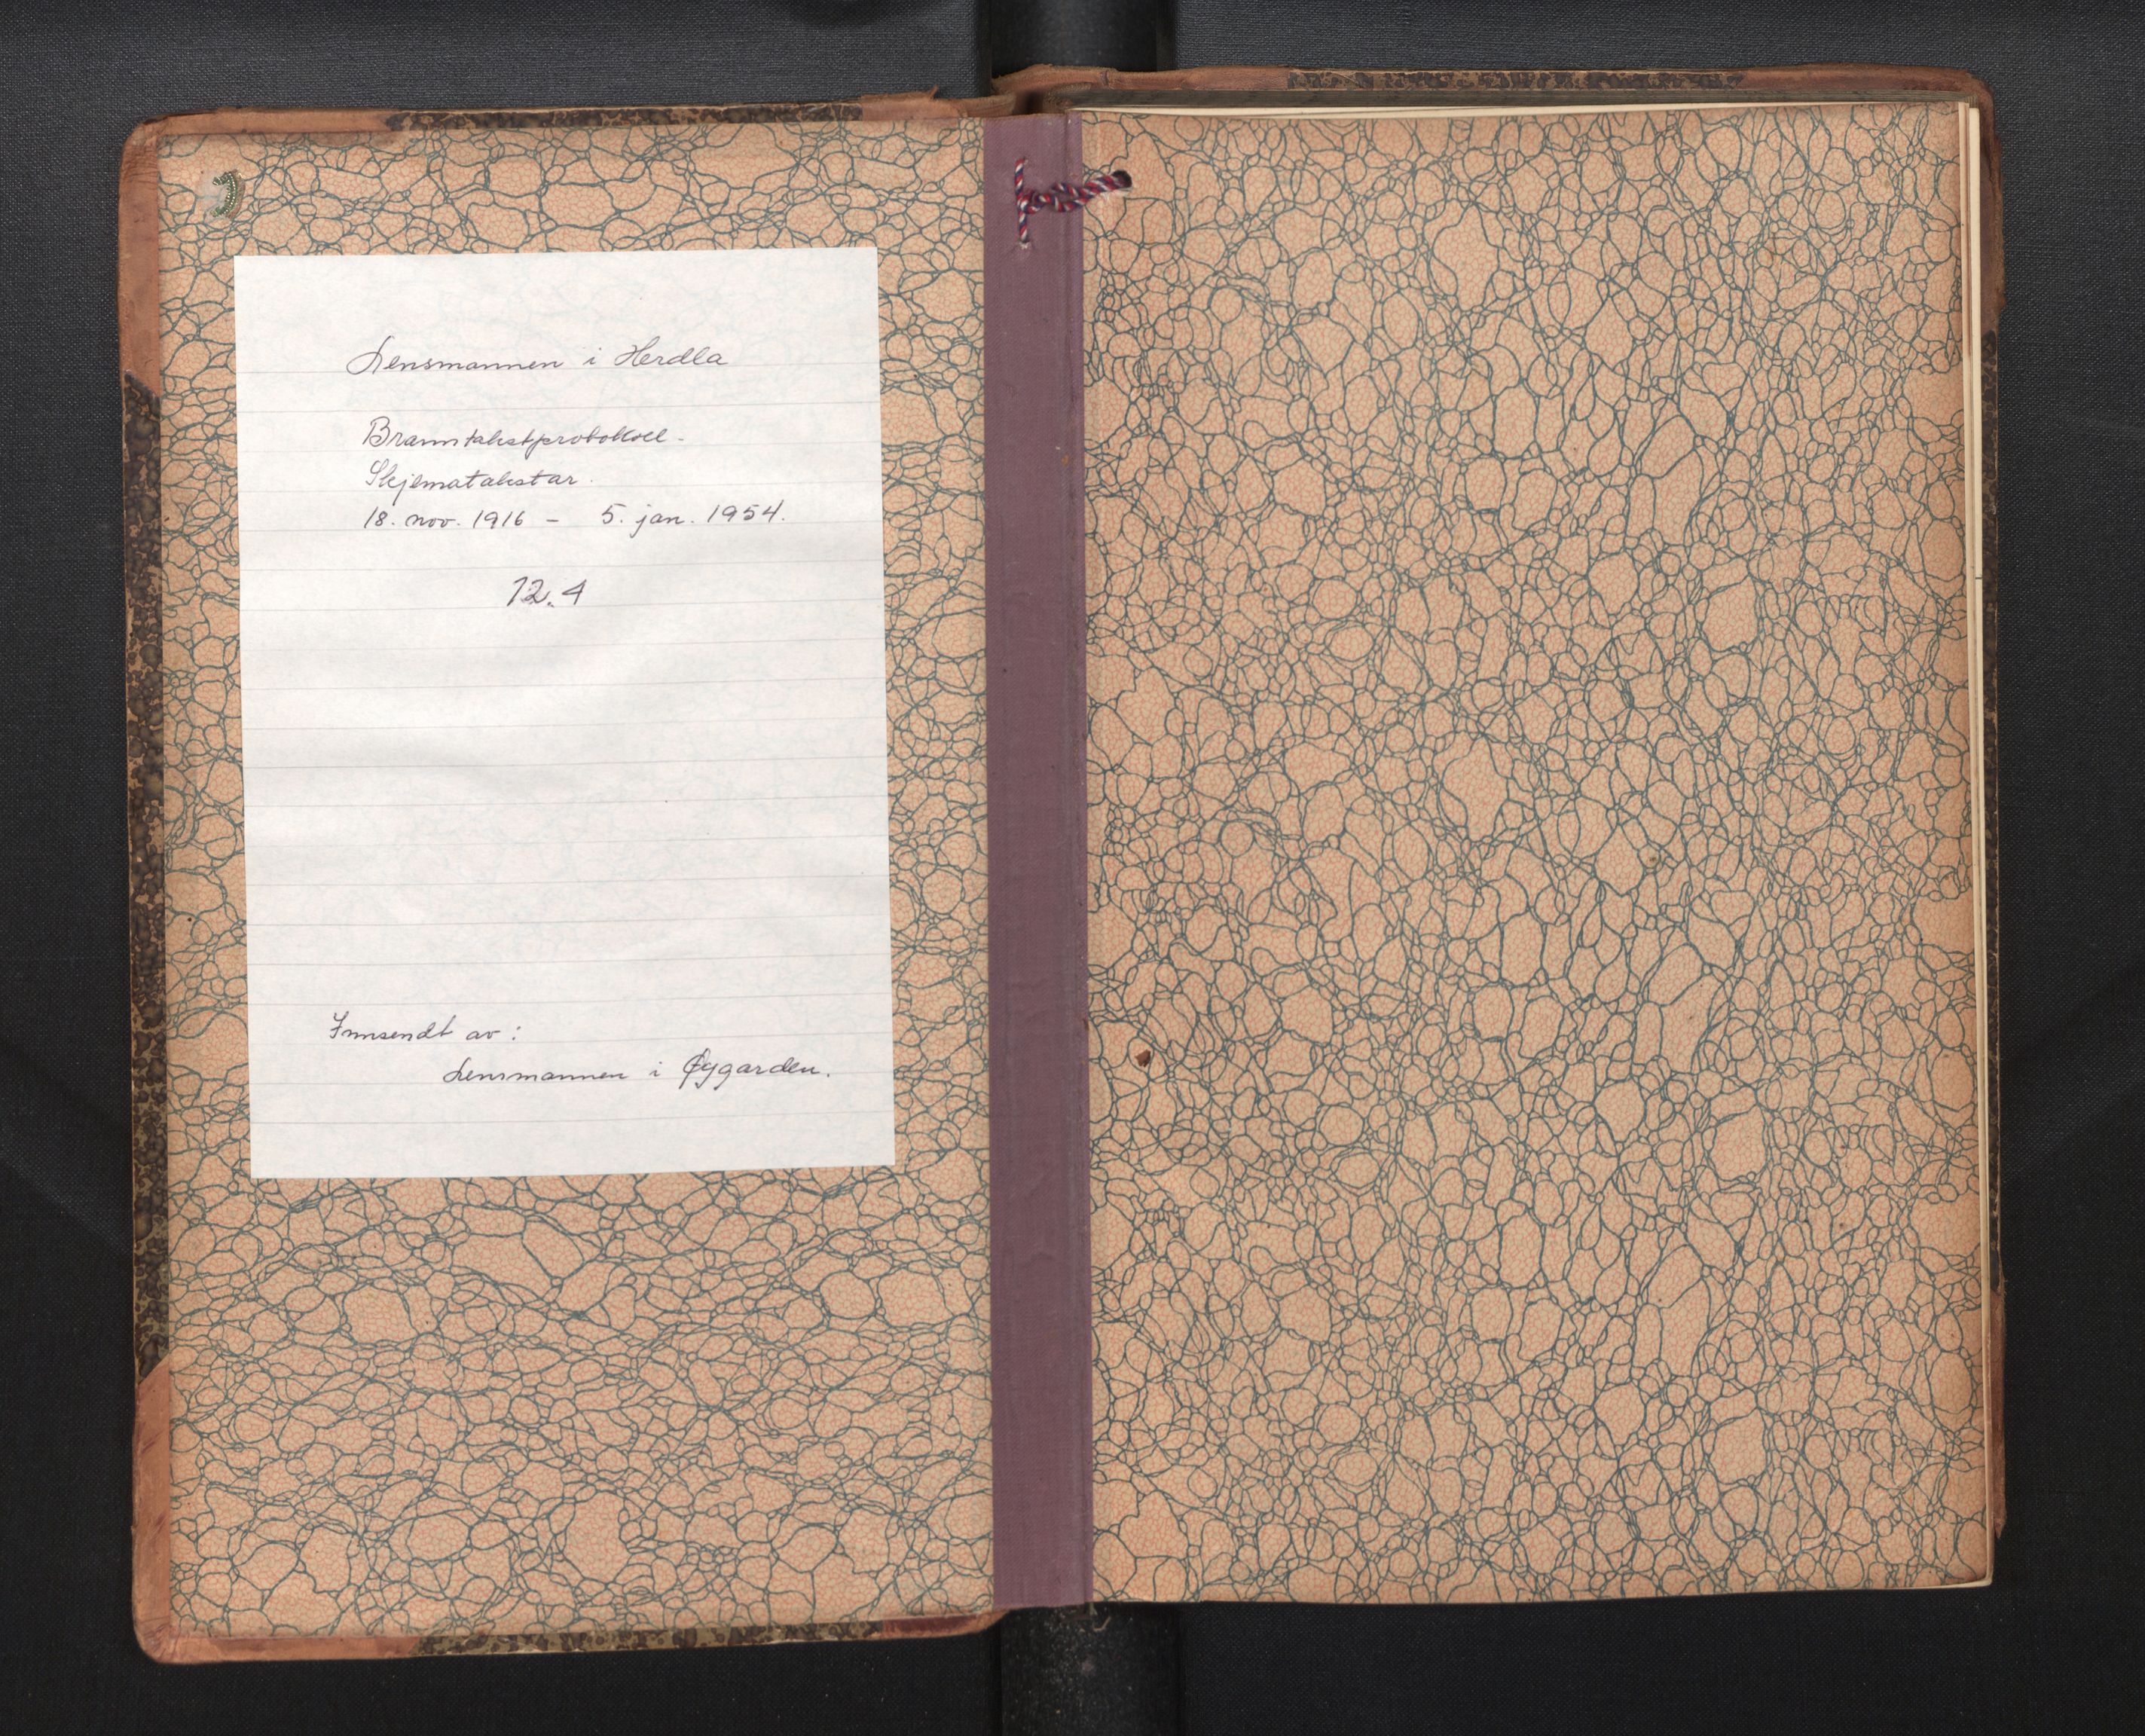 Lensmannen i Herdla
Branntakstprotokoll.
Skjematakstar.
18. nov. 1916 - 5. jan. 1954.
12.4
Innsendt av:
Lensmannen i Øygarden.